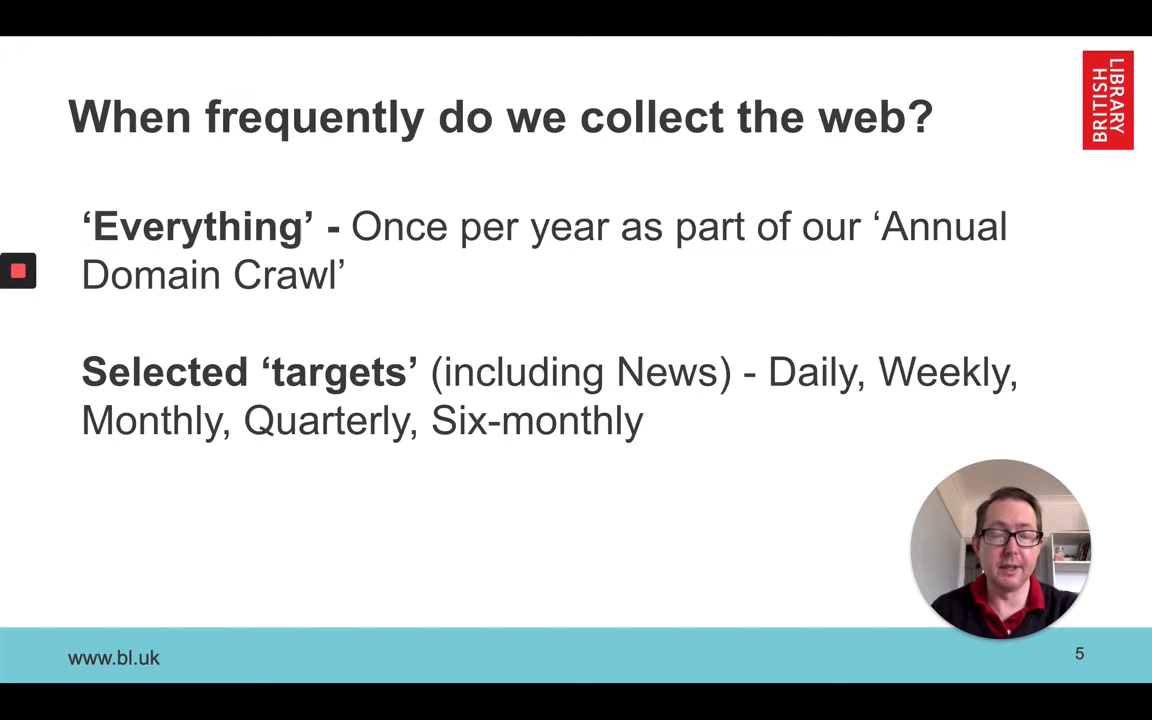 When frequently do we collect the web?
LIBRARY
BRITISH
‘Everything’ - Once per year as part of our ‘Annual
Domain Crawl’
Selected ‘targets’ (including News) - Daily, Weekly,
Monthly, Quarterly, Six-monthly
www.bl.uk
5